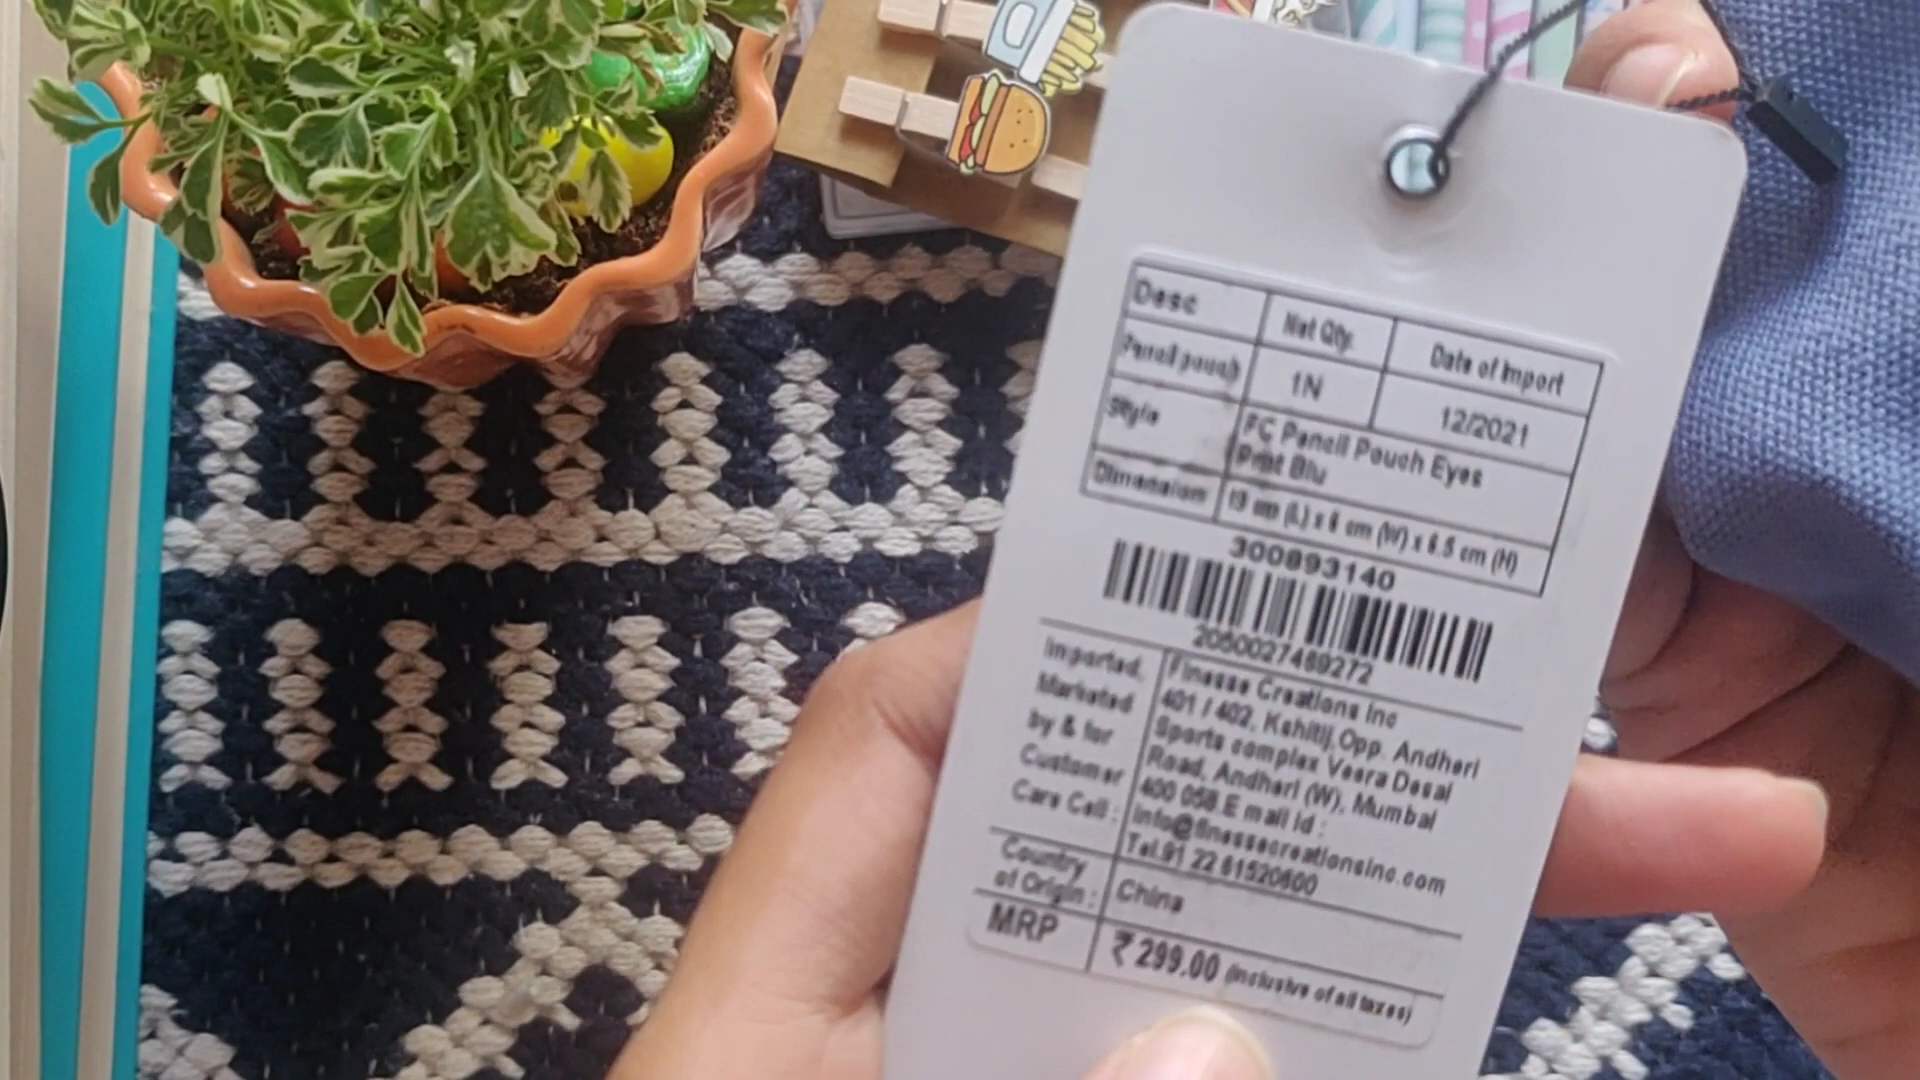 Desc Net Qty. Date of Import
Pencil pouch 1N 12/2021
Style FC Pencil Pouch Eyes
Print Blu
Dimension 19 cm (L) x 6 cm (W) x 6.5 cm (H)
300893140
2050027489272
Imported,
Marketed
by & for
Customer
Care Cell :
Finesse Creations Inc
401 / 402, Kshitij, Opp. Andheri
Sports complex Veera Desai
Road, Andheri (W), Mumbai
400 058.E mail id :
info@finessecreationsinc.com
Tel.91 22 61520600
Country
of Origin : China
MRP ₹ 299.00 (inclusive of all taxes)